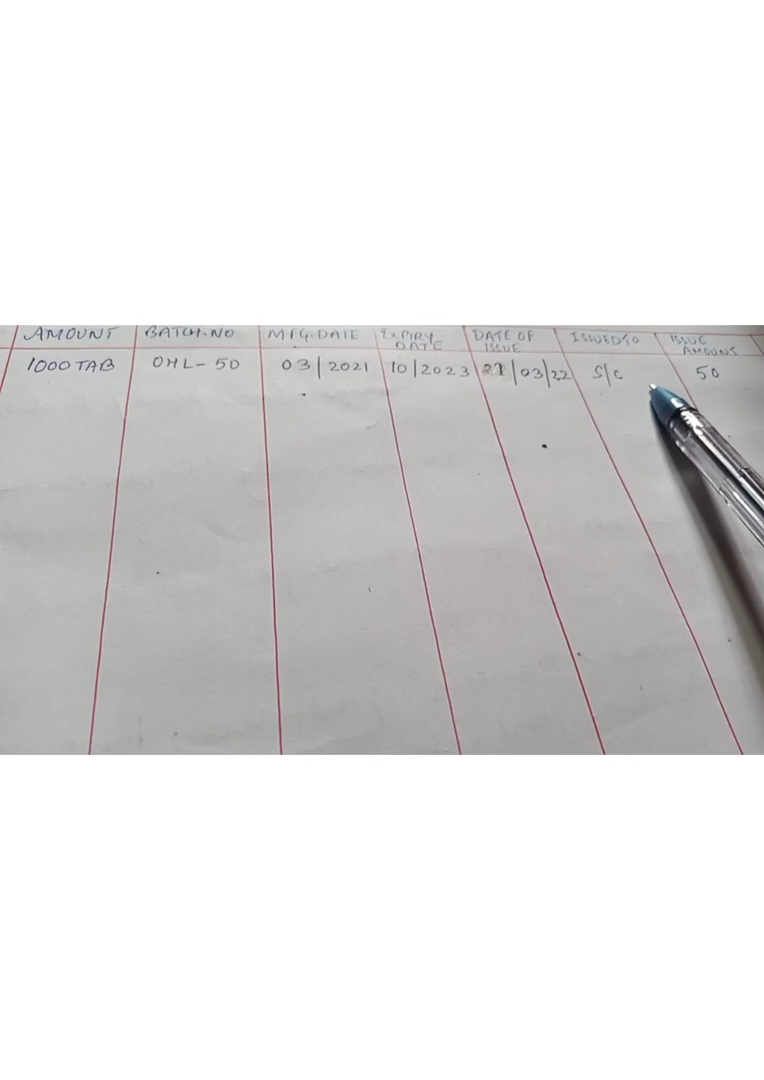 AMOUNT BATCH.NO MFG.DATE EXPIRY DATE DATE OF ISSUE ISSUED TO ISSUE AMOUNT
1000 TAB OHL-50 03/2021 10/2023 /03/22 S/C 50